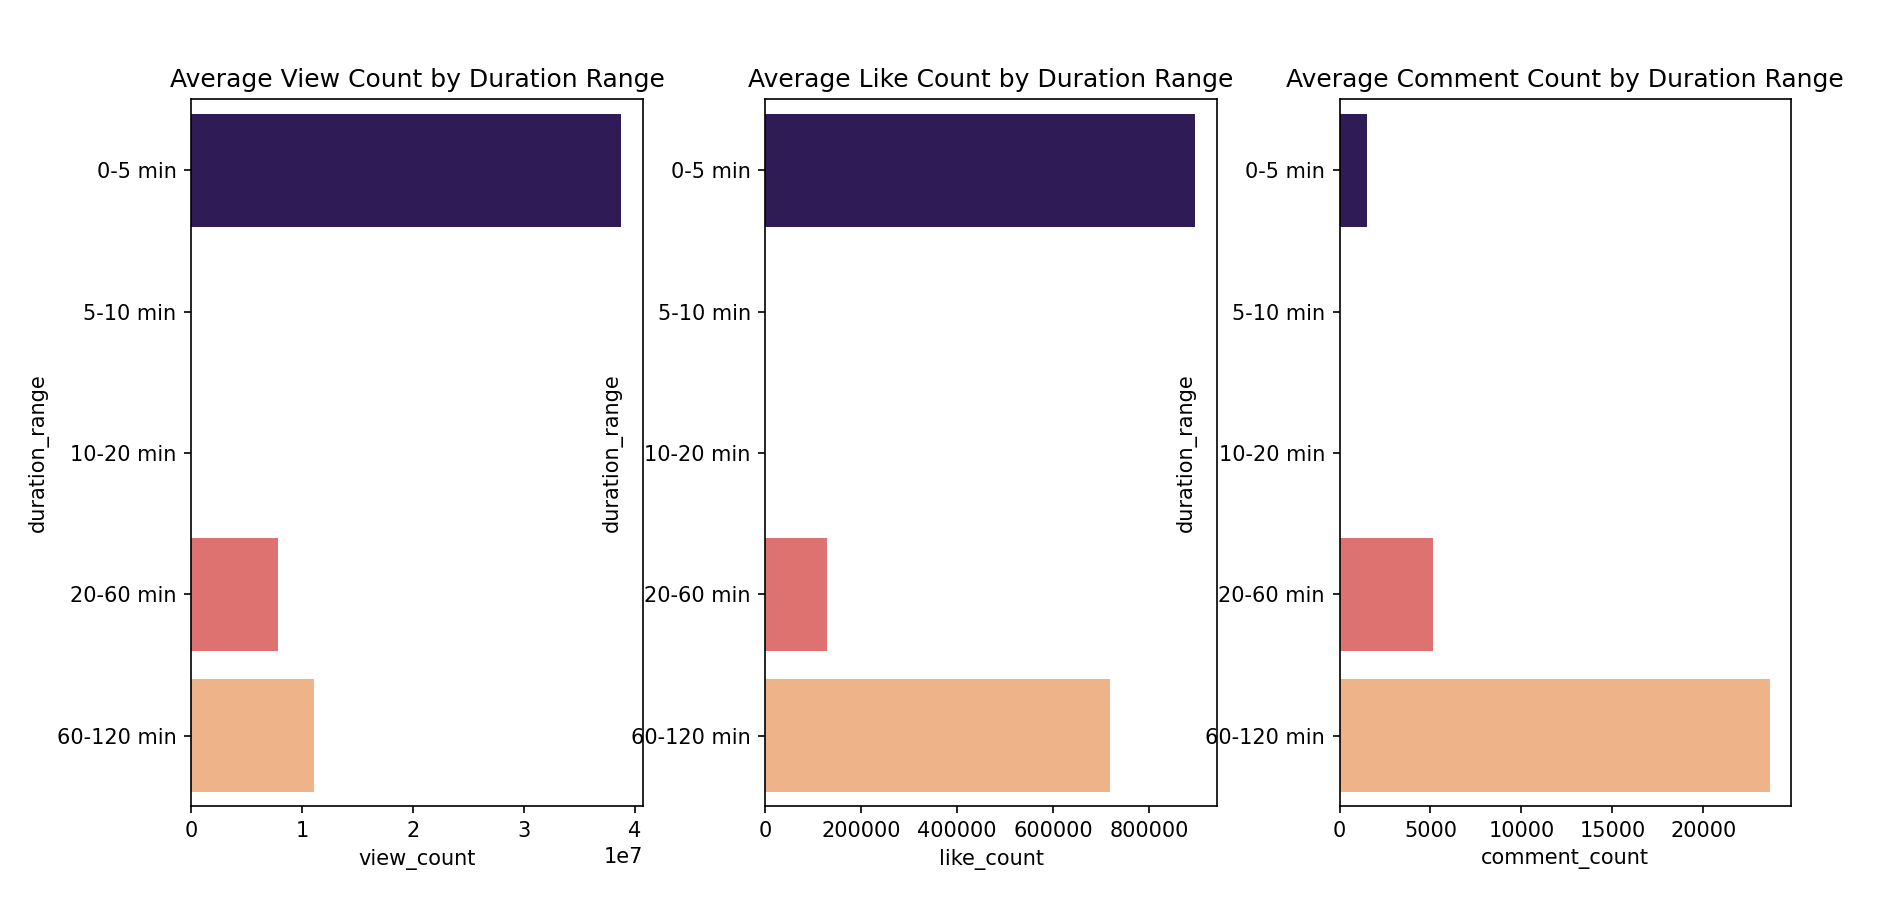 Average View Count by Duration Range
0-5 min
5-10 min
10-20 min
20-60 min
60-120 min
duration_range
0 1 2 3 4
1e7
view_count
Average Like Count by Duration Range
0-5 min
5-10 min
10-20 min
20-60 min
60-120 min
duration_range
0 200000 400000 600000 800000
like_count
Average Comment Count by Duration Range
0-5 min
5-10 min
10-20 min
20-60 min
60-120 min
duration_range
0 5000 10000 15000 20000
comment_count